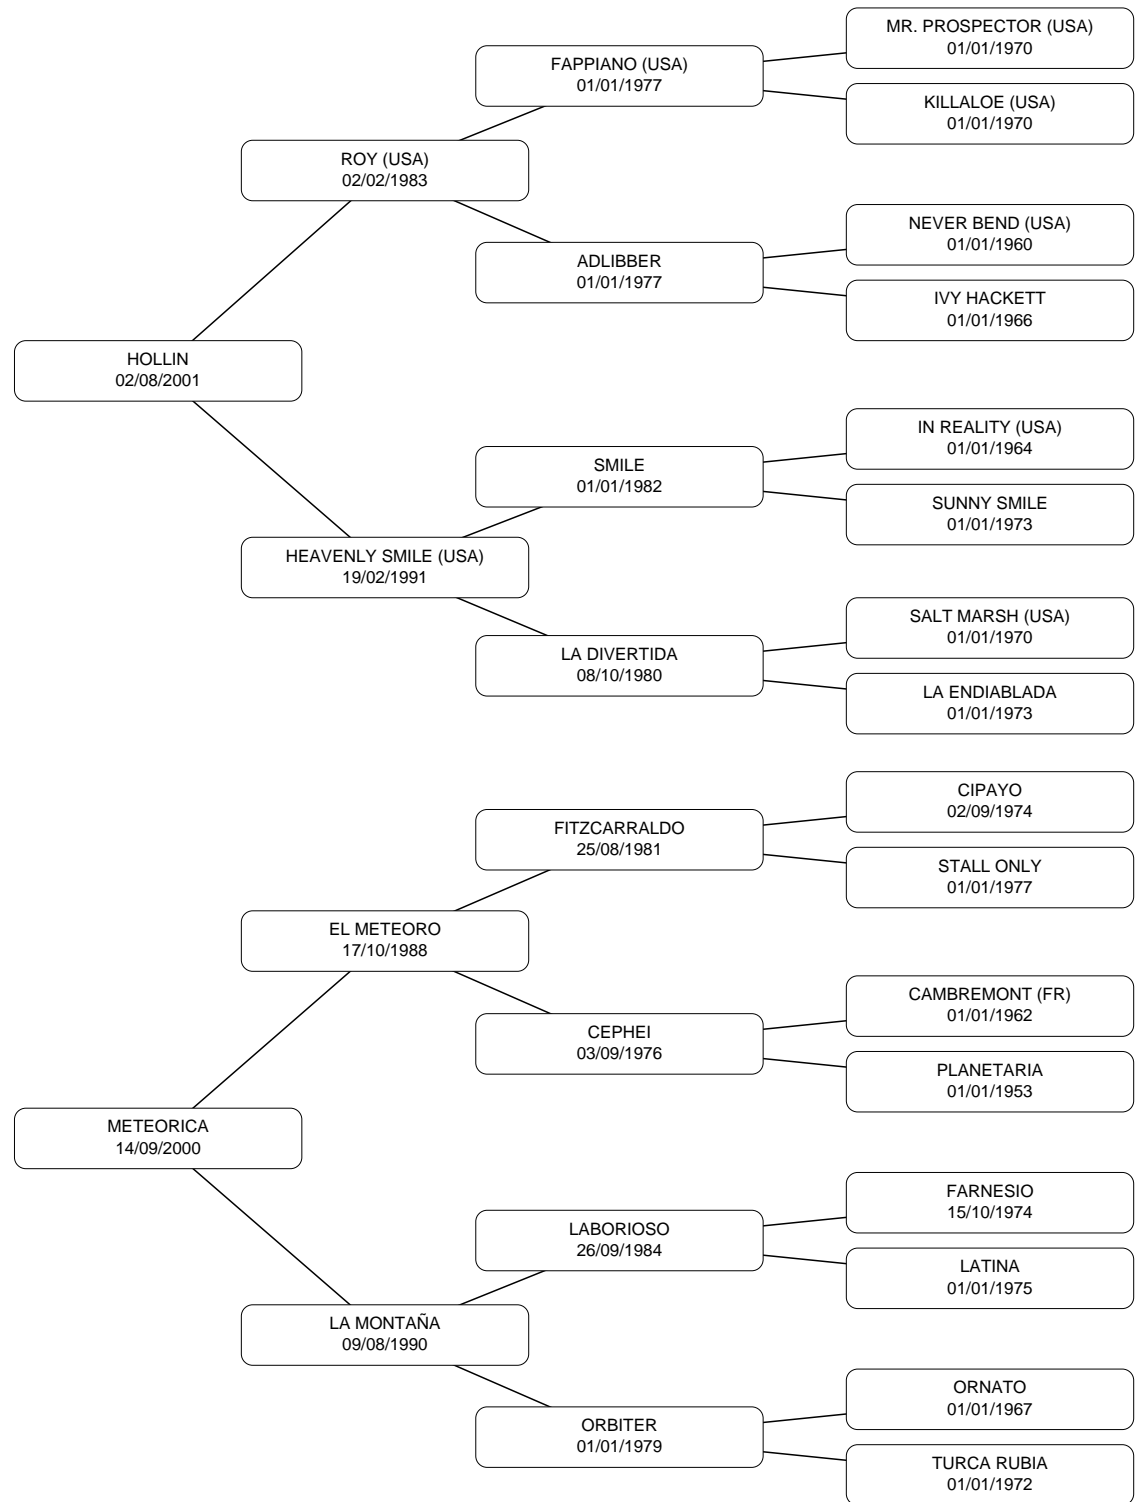 MR. PROSPECTOR (USA)
01/01/1970
FAPPIANO (USA)
01/01/1977
KILLALOE (USA)
01/01/1970
ROY (USA)
02/02/1983
NEVER BEND (USA)
01/01/1960
ADLIBBER
01/01/1977
IVY HACKETT
01/01/1966
HOLLIN
02/08/2001
IN REALITY (USA)
01/01/1964
SMILE
01/01/1982
SUNNY SMILE
01/01/1973
HEAVENLY SMILE (USA)
19/02/1991
SALT MARSH (USA)
01/01/1970
LA DIVERTIDA
08/10/1980
LA ENDIABLADA
01/01/1973
CIPAYO
02/09/1974
FITZCARRALDO
25/08/1981
STALL ONLY
01/01/1977
EL METEORO
17/10/1988
CAMBREMONT (FR)
01/01/1962
CEPHEI
03/09/1976
PLANETARIA
01/01/1953
METEORICA
14/09/2000
FARNESIO
15/10/1974
LABORIOSO
26/09/1984
LATINA
01/01/1975
LA MONTAÑA
09/08/1990
ORNATO
01/01/1967
ORBITER
01/01/1979
TURCA RUBIA
01/01/1972